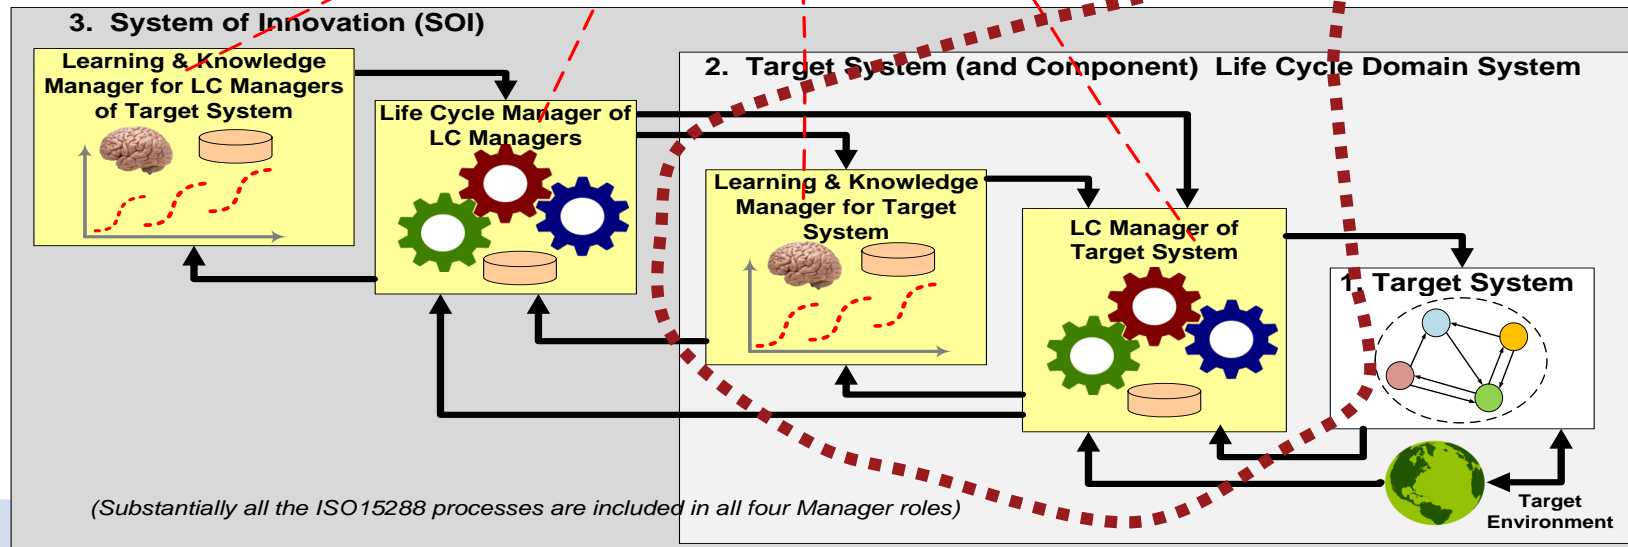 3. System of Innovation (SOI)
Learning & Knowledge
Manager for LC Managers
of Target System
2. Target System (and Component) Life Cycle Domain System
Life Cycle Manager of
LC Managers
Learning & Knowledge
Manager for Target
System
LC Manager of
Target System
1. Target System
(Substantially all the ISO15288 processes are included in all four Manager roles)
Target
Environment